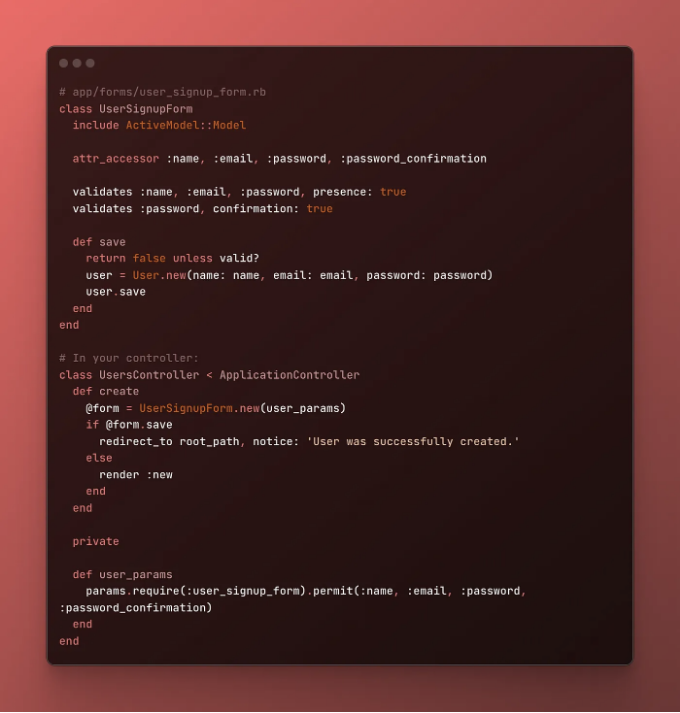 # app/forms/user_signup_form.rb
class UserSignupForm
  include ActiveModel::Model

  attr_accessor :name, :email, :password, :password_confirmation

  validates :name, :email, :password, presence: true
  validates :password, confirmation: true

  def save
    return false unless valid?
    user = User.new(name: name, email: email, password: password)
    user.save
  end
end

# In your controller:
class UsersController < ApplicationController
  def create
    @form = UserSignupForm.new(user_params)
    if @form.save
      redirect_to root_path, notice: 'User was successfully created.'
    else
      render :new
    end
  end

  private

  def user_params
    params.require(:user_signup_form).permit(:name, :email, :password,
:password_confirmation)
  end
end